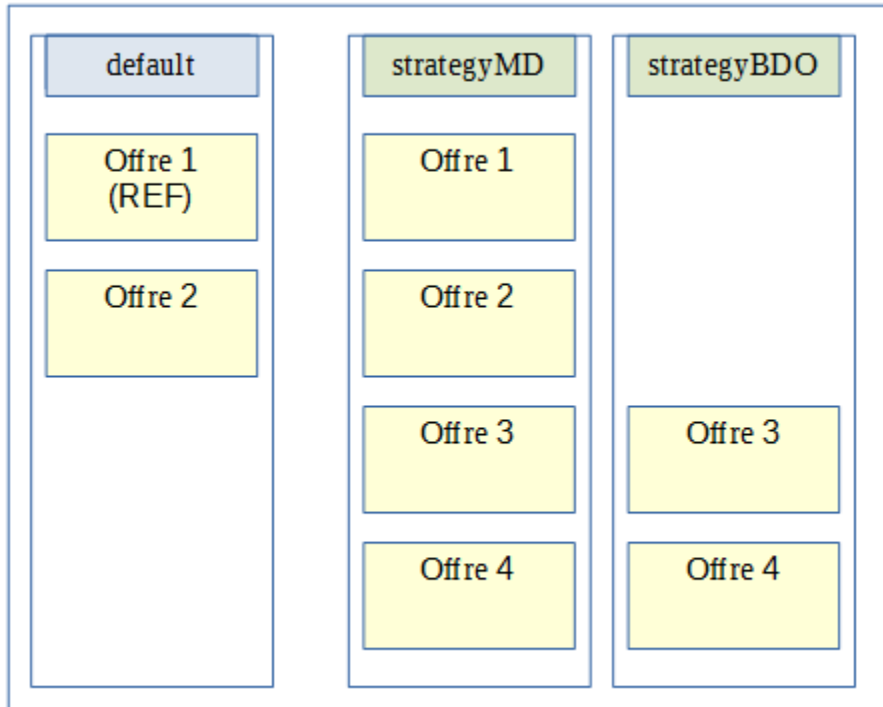 default
Offre 1
(REF)
Offre 2
strategyMD
Offre 1
Offre 2
Offre 3
Offre 4
strategyBDO
Offre 3
Offre 4